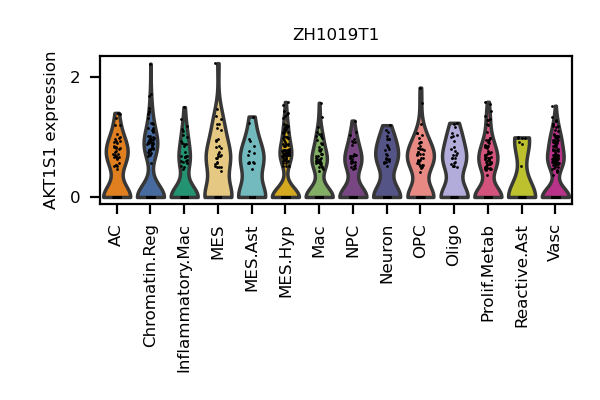 ZH1019T1
AKT1S1 expression
2
0
AC
Chromatin.Reg
Inflammatory.Mac
MES
MES.Ast
MES.Hyp
Mac
NPC
Neuron
OPC
Oligo
Prolif.Metab
Reactive.Ast
Vasc